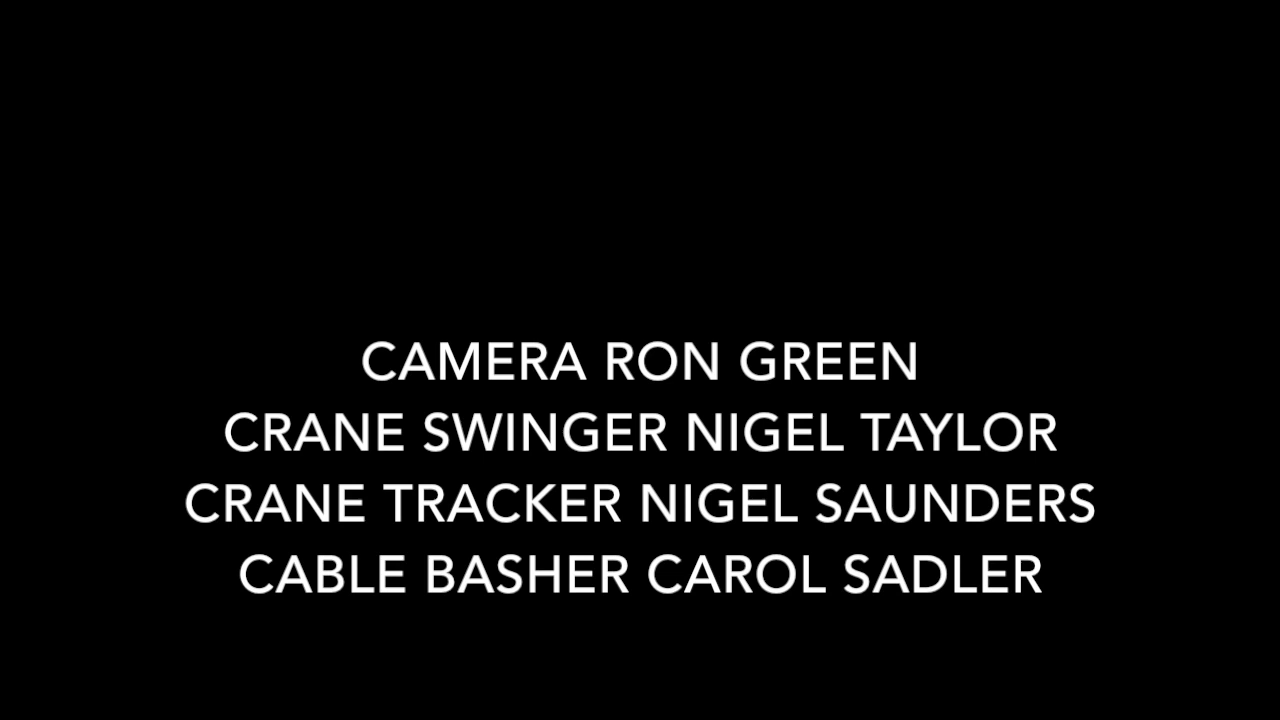 CAMERA RON GREEN
CRANE SWINGER NIGEL TAYLOR
CRANE TRACKER NIGEL SAUNDERS
CABLE BASHER CAROL SADLER